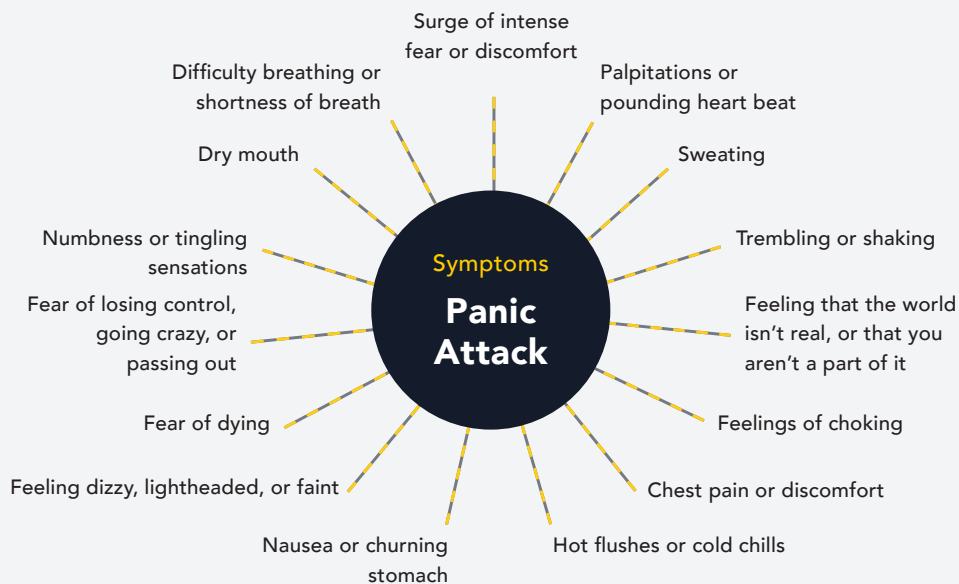 Surge of intense
fear or discomfort
Palpitations or
pounding heart beat
Sweating
Trembling or shaking
Feeling that the world
isn’t real, or that you
aren’t a part of it
Feelings of choking
Chest pain or discomfort
Hot flushes or cold chills
Nausea or churning
stomach
Feeling dizzy, lightheaded, or faint
Fear of dying
Fear of losing control,
going crazy, or
passing out
Numbness or tingling
sensations
Dry mouth
Difficulty breathing or
shortness of breath
Symptoms
Panic
Attack